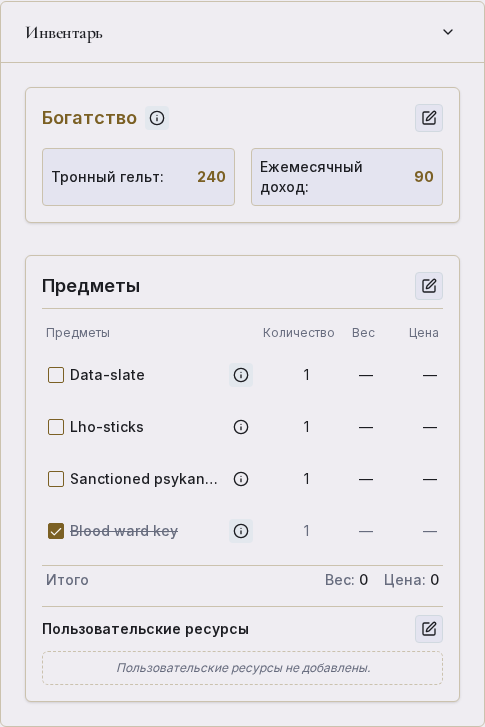 Инвентарь
Богатство
Тронный гельт: 240
Ежемесячный доход: 90
Предметы
Предметы Количество Вес Цена
Data-slate 1 — —
Lho-sticks 1 — —
Sanctioned psykan... 1 — —
Blood ward key 1 — —
Итого Вес: 0 Цена: 0
Пользовательские ресурсы
Пользовательские ресурсы не добавлены.